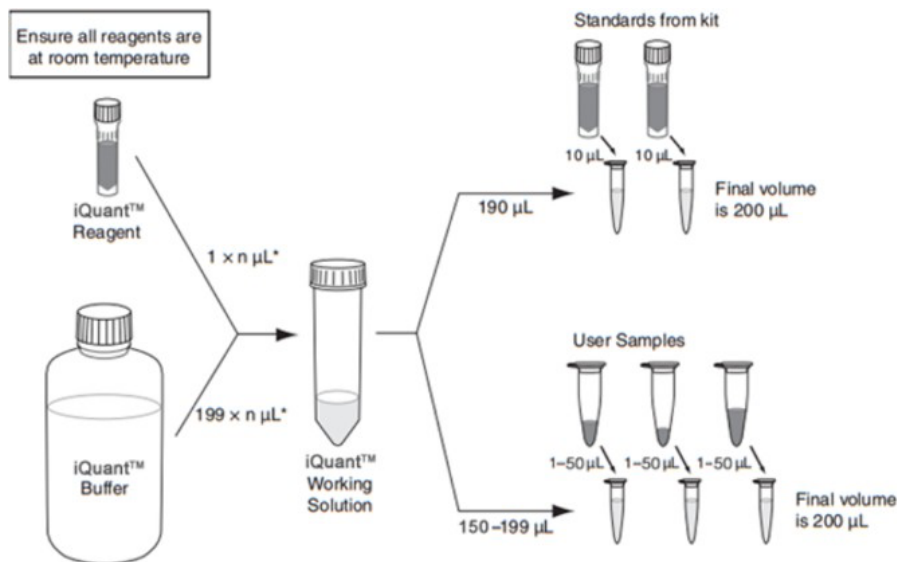 Ensure all reagents are
at room temperature
iQuant™
Reagent
1 × n µL*
199 × n µL*
iQuant™
Buffer
iQuant™
Working
Solution
190 µL
Standards from kit
10 µL
10 µL
Final volume
is 200 µL
150–199 µL
User Samples
1–50 µL
1–50 µL
1–50 µL
Final volume
is 200 µL